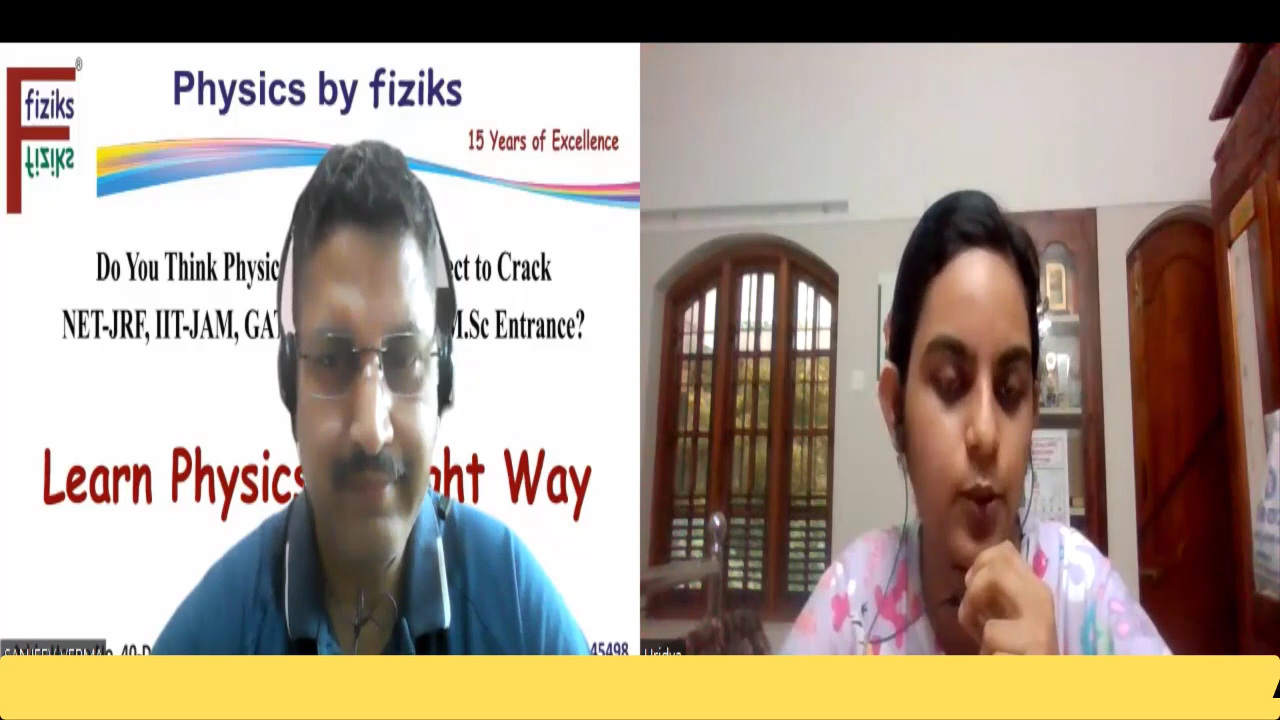 fiziks
fiziks
®
Physics by fiziks
15 Years of Excellence
Do You Think Physic ect to Crack
NET-JRF, IIT-JAM, GAT M.Sc Entrance?
Learn Physics ght Way
45498